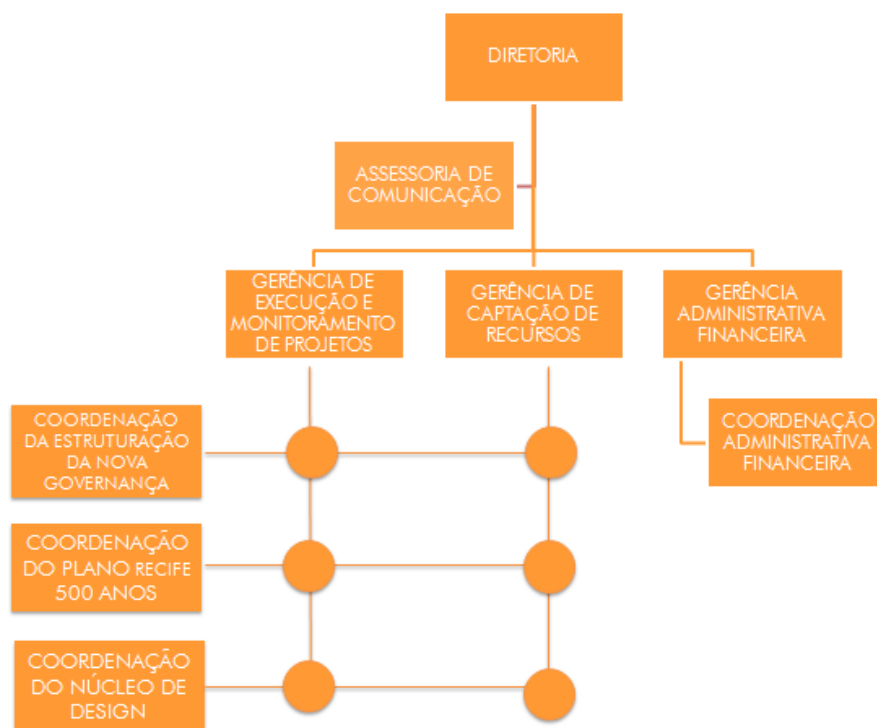 DIRETORIA
ASSESSORIA DE
COMUNICAÇÃO
GERÊNCIA DE
EXECUÇÃO E
MONITORAMENTO
DE PROJETOS
GERÊNCIA DE
CAPTAÇÃO DE
RECURSOS
GERÊNCIA
ADMINISTRATIVA
FINANCEIRA
COORDENAÇÃO
ADMINISTRATIVA
FINANCEIRA
COORDENAÇÃO
DA ESTRUTURAÇÃO
DA NOVA
GOVERNANÇA
COORDENAÇÃO
DO PLANO RECIFE
500 ANOS
COORDENAÇÃO
DO NÚCLEO DE
DESIGN